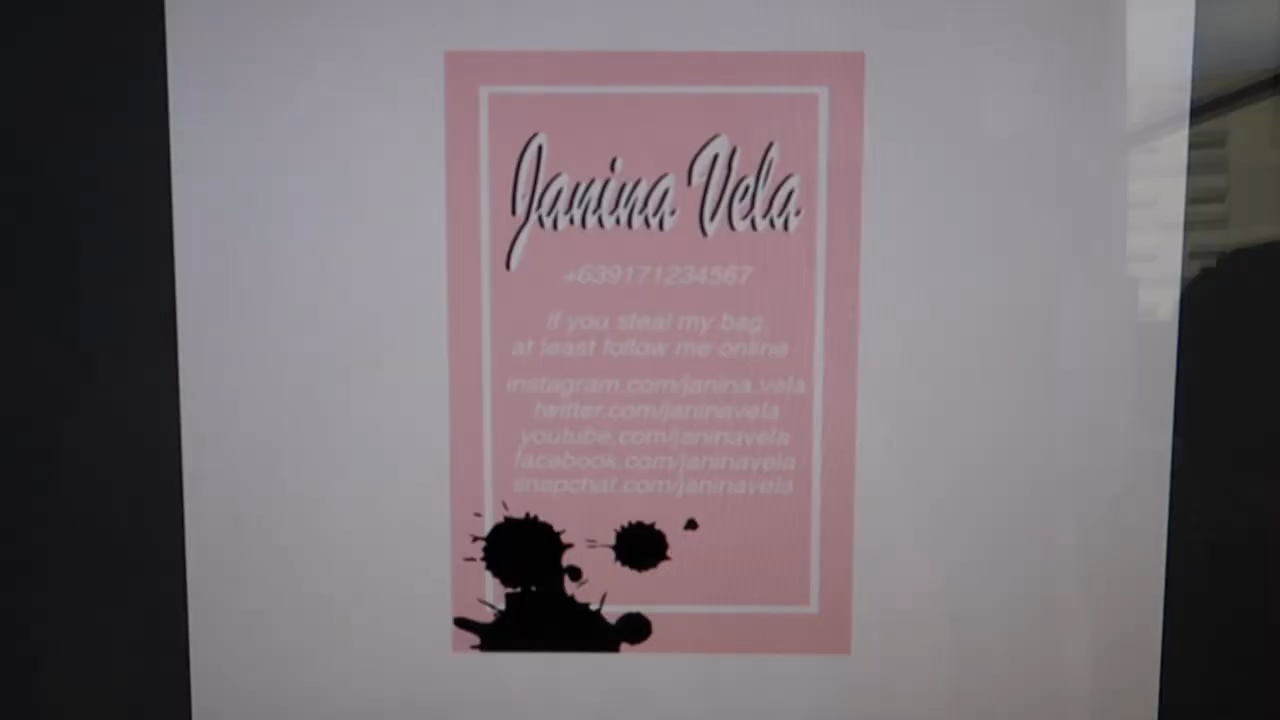 Janina Vela
+639171234567
If you steal my bag,
at least follow me online
instagram.com/janina.vela
twitter.com/janinavela
youtube.com/janinavela
facebook.com/janinavela
snapchat.com/janinavela